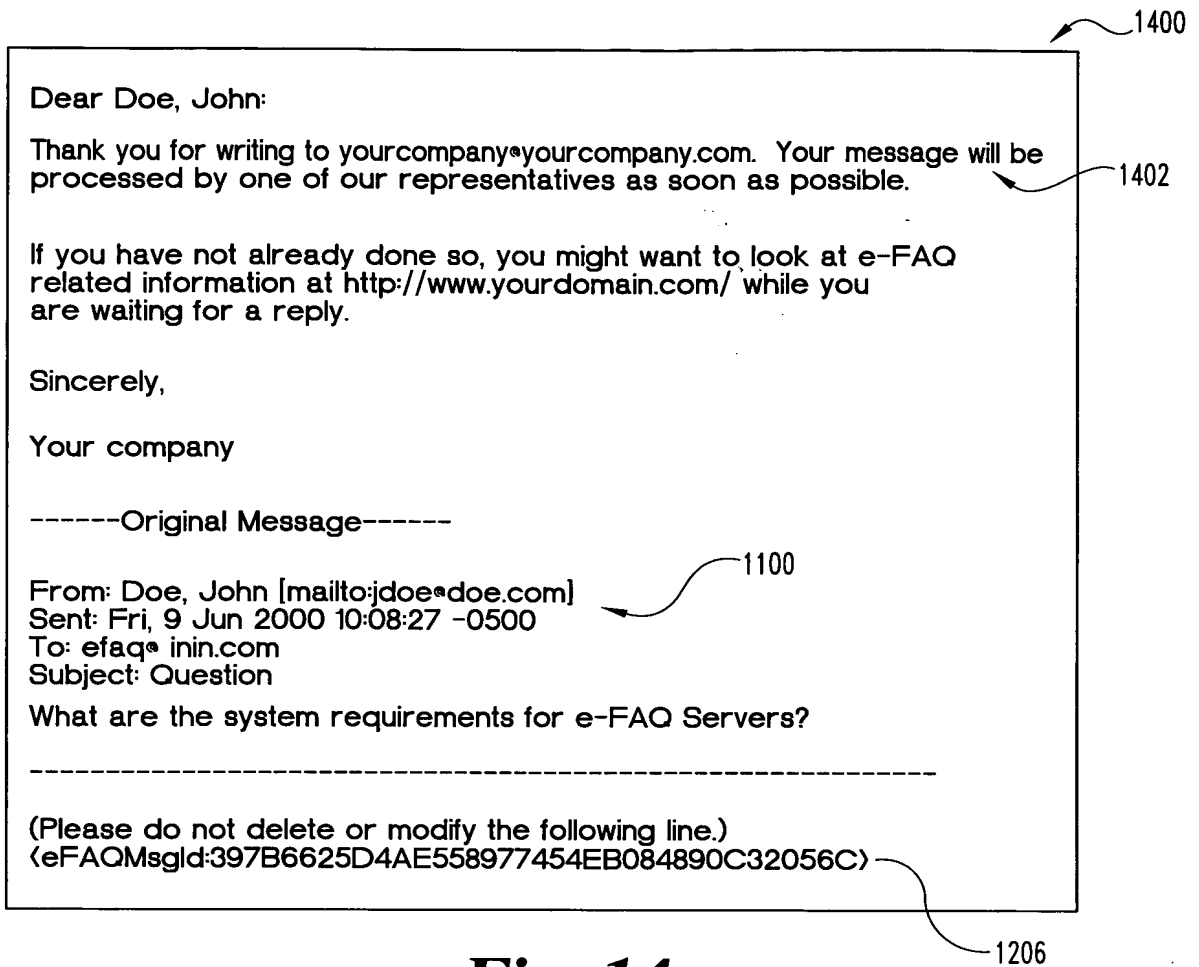 1400
Dear Doe, John:
Thank you for writing to yourcompany@yourcompany.com. Your message will be
processed by one of our representatives as soon as possible.
1402
If you have not already done so, you might want to look at e-FAQ
related information at http://www.yourdomain.com/ while you
are waiting for a reply.
Sincerely,
Your company
------Original Message------
1100
From: Doe, John [mailto:jdoe@doe.com]
Sent: Fri, 9 Jun 2000 10:08:27 -0500
To: efaq@ inin.com
Subject: Question
What are the system requirements for e-FAQ Servers?
----------------------------------------------------------------
(Please do not delete or modify the following line.)
<eFAQMsgId:397B6625D4AE558977454EB084890C32056C>
1206